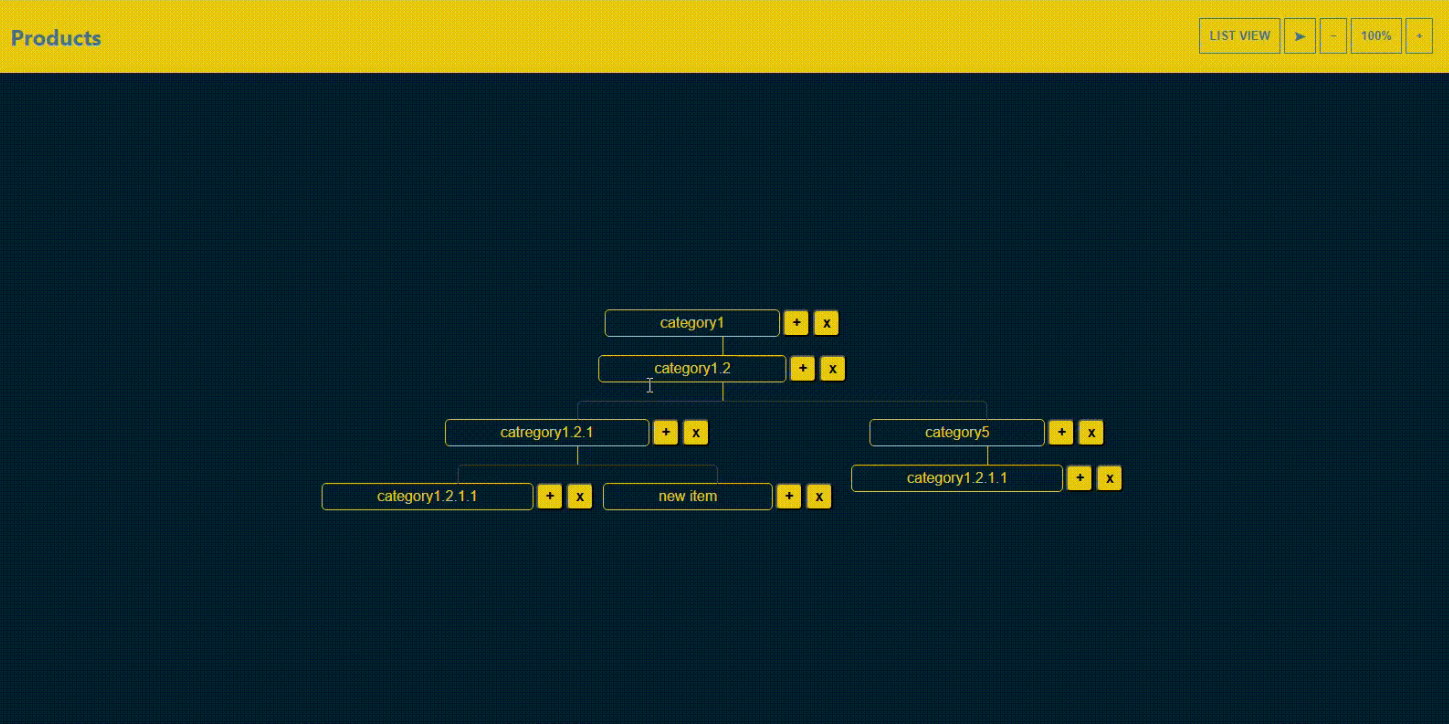 Products
LIST VIEW ➤ − 100% +
category1 + x
category1.2 + x
catregory1.2.1 + x category5 + x
category1.2.1.1 + x
category1.2.1.1 + x new item + x